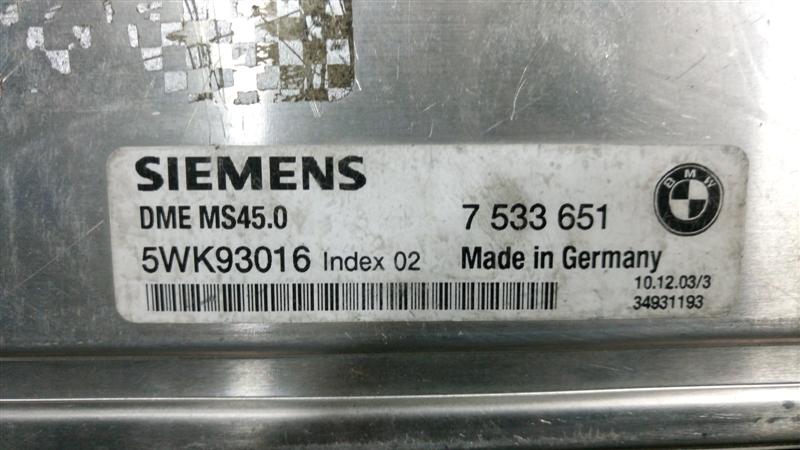 SIEMENS
BMW
DME MS45.0 7 533 651
5WK93016 Index 02 Made in Germany
10.12.03/3
34931193